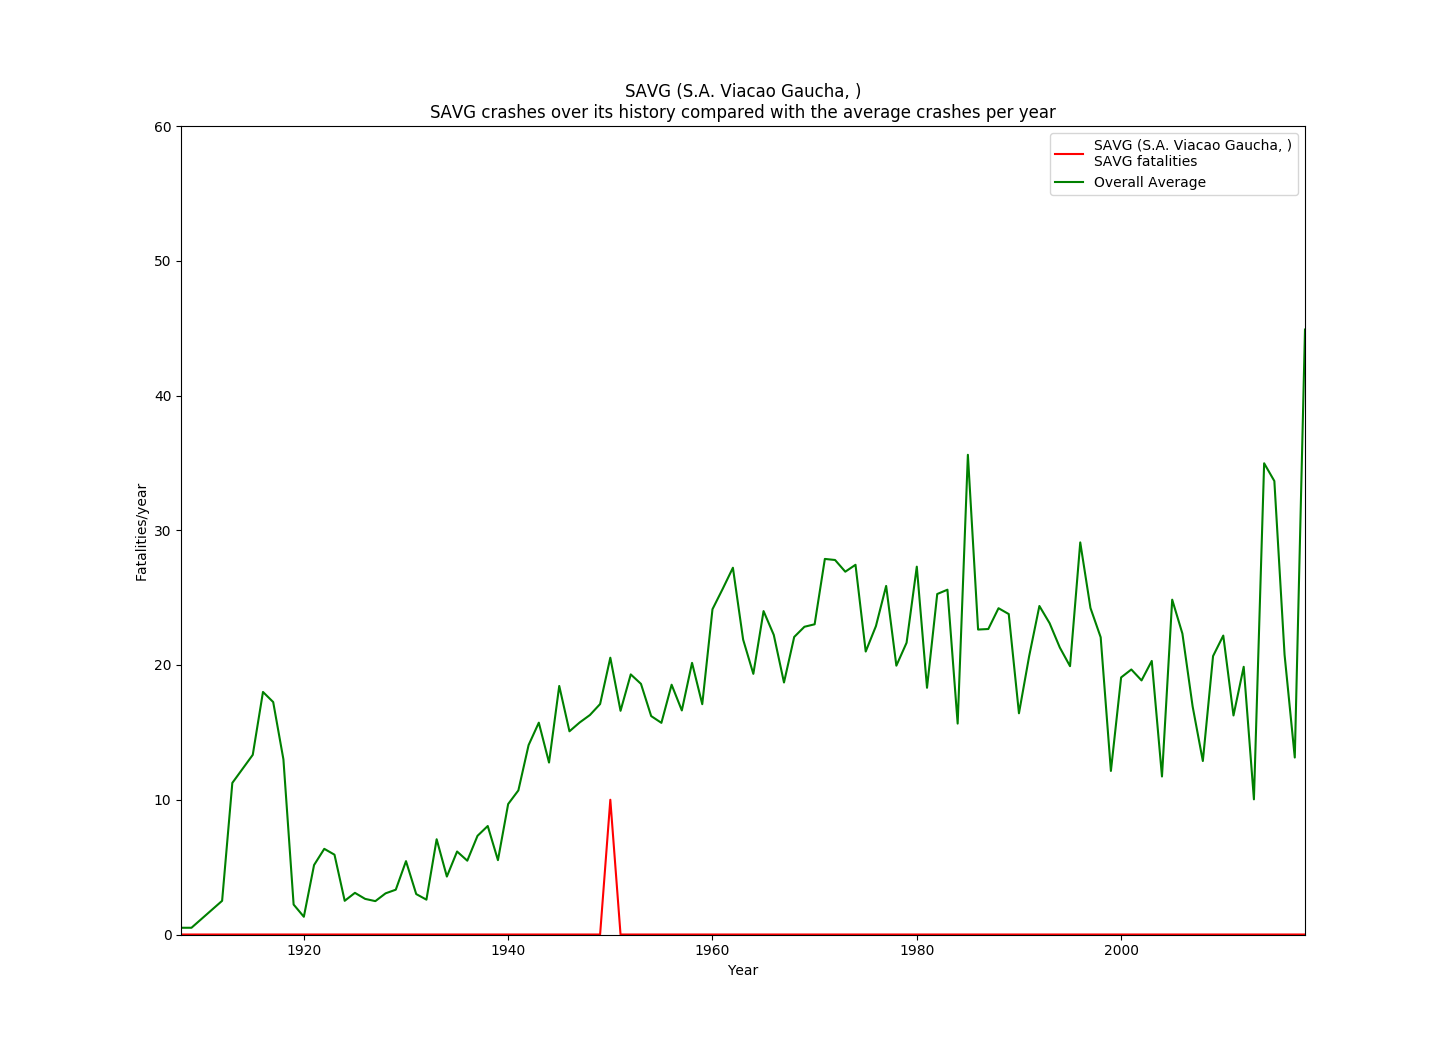 SAVG (S.A. Viacao Gaucha, )
SAVG crashes over its history compared with the average crashes per year
60
50
40
30
20
10
0
Fatalities/year
SAVG (S.A. Viacao Gaucha, )
SAVG fatalities
Overall Average
1920
1940
1960
1980
2000
Year